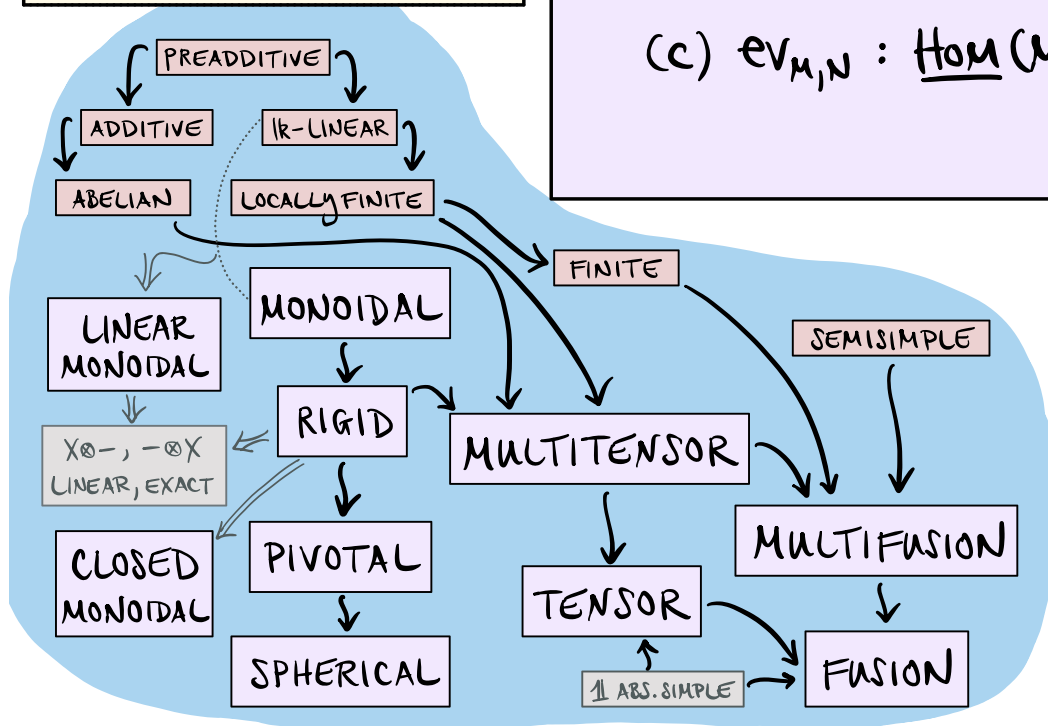 (c) ev_{M,N} : Hom (M
PREADDITIVE
ADDITIVE
𝕜-LINEAR
ABELIAN
LOCALLY FINITE
FINITE
MONOIDAL
LINEAR
MONOIDAL
SEMISIMPLE
RIGID
X⊗-, -⊗X
LINEAR, EXACT
MULTITENSOR
CLOSED
MONOIDAL
PIVOTAL
MULTIFUSION
TENSOR
SPHERICAL
𝟙 ABS. SIMPLE
FUSION